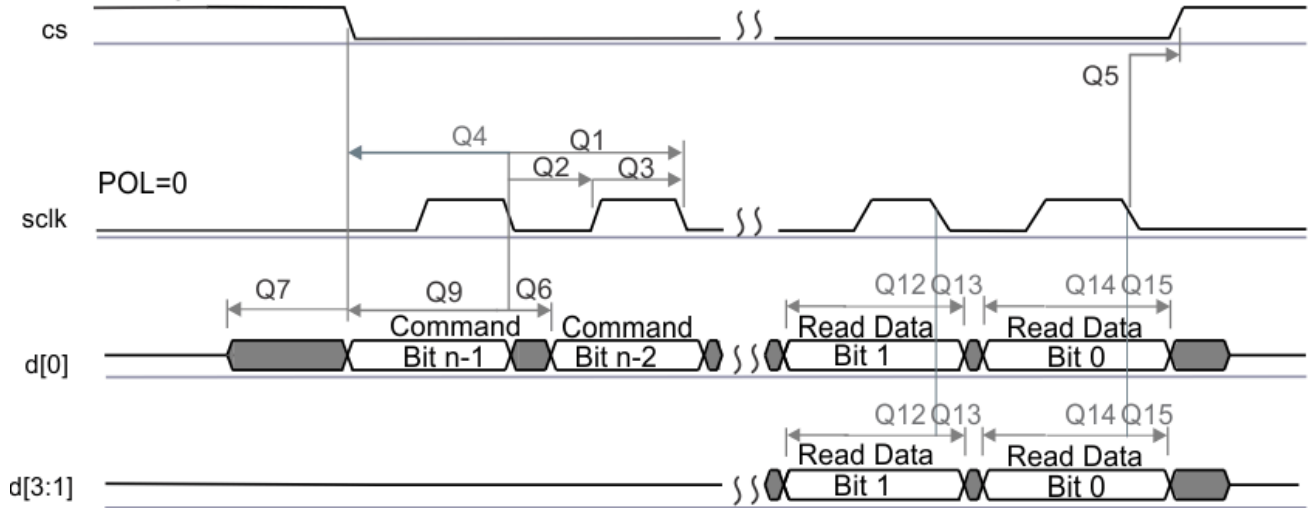 cs
Q5
Q4 Q1
Q2 Q3
POL=0
sclk
Q7 Q9 Q6 Q12 Q13 Q14 Q15
Command Command Read Data Read Data
d[0] Bit n-1 Bit n-2 Bit 1 Bit 0
Q12 Q13 Q14 Q15
Read Data Read Data
d[3:1] Bit 1 Bit 0